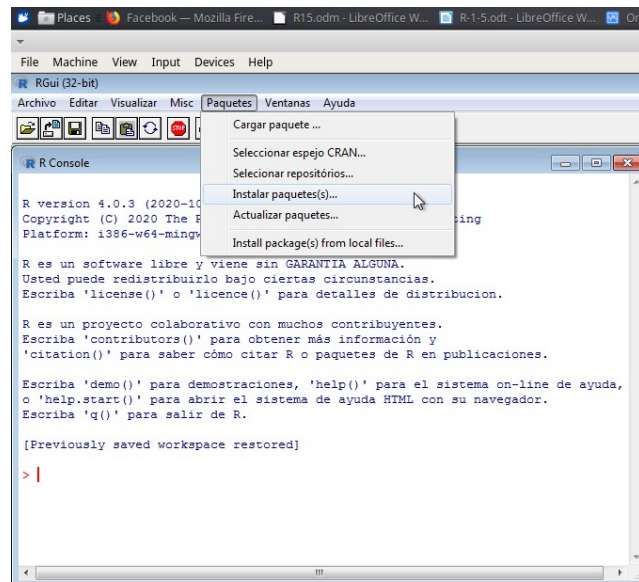 Places Facebook — Mozilla Fire... R15.odm - LibreOffice W... R-1-5.odt - LibreOffice W... Or
File Machine View Input Devices Help
RGui (32-bit)
Archivo Editar Visualizar Misc Paquetes Ventanas Ayuda
STOP
Cargar paquete ...
Seleccionar espejo CRAN...
Selecionar repositórios...
Instalar paquetes(s)...
Actualizar paquetes...
Install package(s) from local files...
R Console
R version 4.0.3 (2020-10
Copyright (C) 2020 The R ting
Platform: i386-w64-mingw
R es un software libre y viene sin GARANTIA ALGUNA.
Usted puede redistribuirlo bajo ciertas circunstancias.
Escriba 'license()' o 'licence()' para detalles de distribucion.
R es un proyecto colaborativo con muchos contribuyentes.
Escriba 'contributors()' para obtener más información y
'citation()' para saber cómo citar R o paquetes de R en publicaciones.
Escriba 'demo()' para demostraciones, 'help()' para el sistema on-line de ayuda,
o 'help.start()' para abrir el sistema de ayuda HTML con su navegador.
Escriba 'q()' para salir de R.
[Previously saved workspace restored]
>